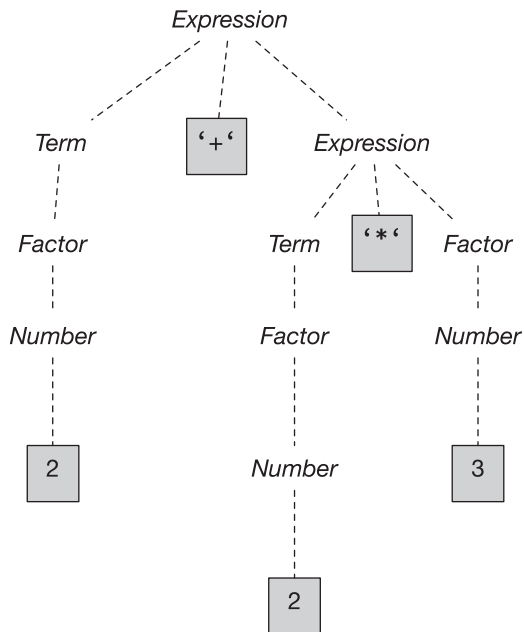 Expression
Term ‘+‘ Expression
Factor Term ‘*‘ Factor
Number Factor Number
2 Number 3
2